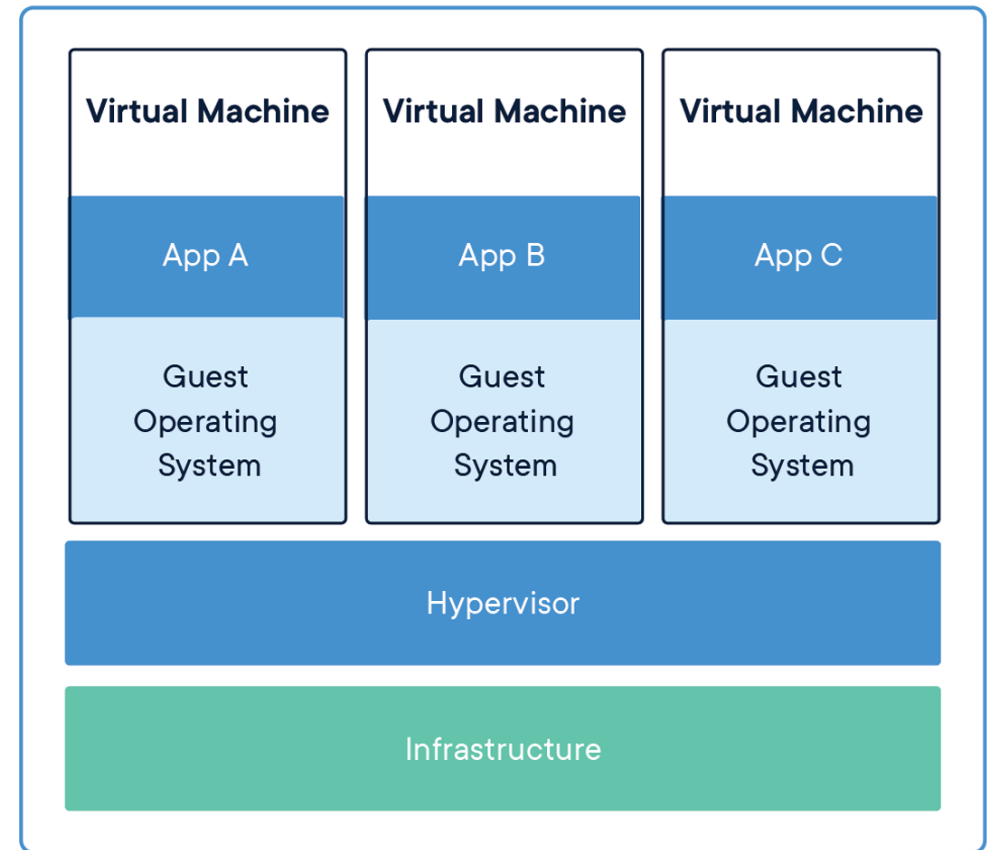 Virtual Machine
Virtual Machine
Virtual Machine
App A
App B
App C
Guest
Operating
System
Guest
Operating
System
Guest
Operating
System
Hypervisor
Infrastructure